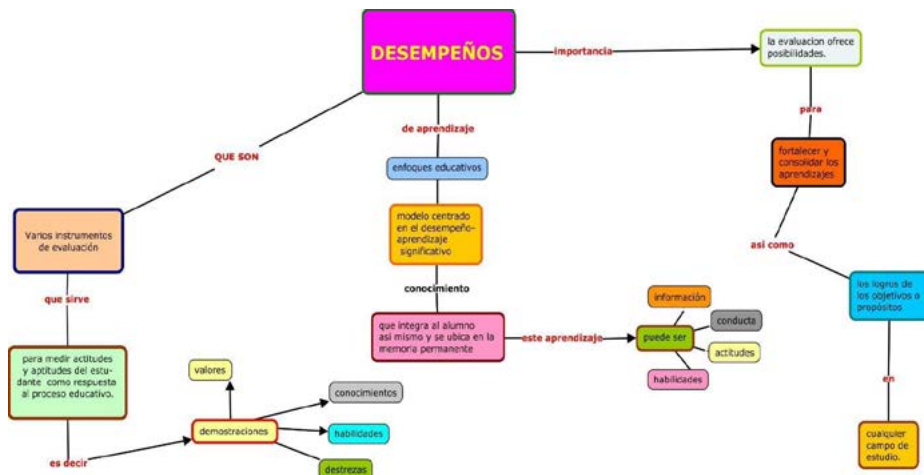 DESEMPEÑOS
importancia
la evaluacion ofrece
posibilidades.
para
fortalecer y
consolidar los
aprendizajes
asi como
los logros de
los objetivos o
propósitos
en
cualquier
campo de
estudio.
de aprendizaje
enfoques educativos
modelo centrado
en el desempeño-
aprendizaje
significativo
conocimiento
que integra al alumno
asi mismo y se ubica en la
memoria permanente
este aprendizaje
puede ser
información
conducta
actitudes
habilidades
QUE SON
Varios instrumentos
de evaluación
que sirve
para medir actitudes
y aptitudes del estu-
dante como respuesta
al proceso educativo.
es decir
demostraciones
valores
conocimientos
habilidades
destrezas